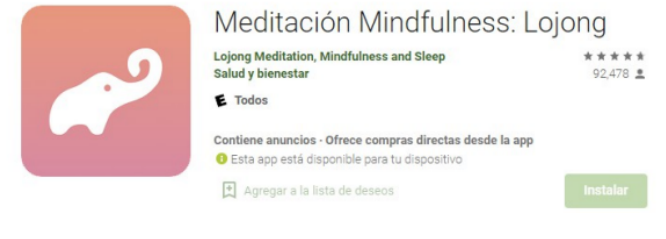 Meditación Mindfulness: Lojong
Lojong Meditation, Mindfulness and Sleep
Salud y bienestar
92,478
E Todos
Contiene anuncios · Ofrece compras directas desde la app
Esta app está disponible para tu dispositivo
Agregar a la lista de deseos
Instalar